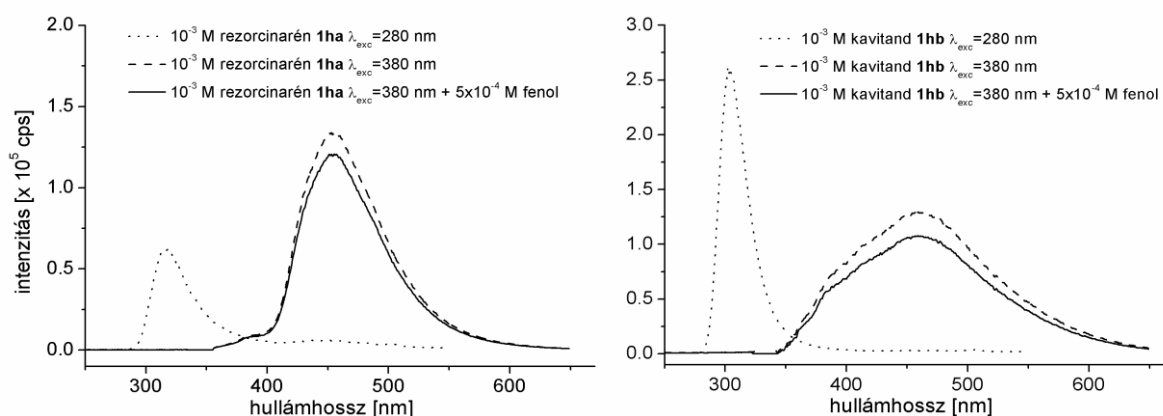 2.0
1.5
1.0
0.5
0.0
intenzitás [x 10⁵ cps]
10⁻³ M rezorcinarén 1ha λexc=280 nm
10⁻³ M rezorcinarén 1ha λexc=380 nm
10⁻³ M rezorcinarén 1ha λexc=380 nm + 5x10⁻⁴ M fenol
300 400 500 600
hullámhossz [nm]
3.0
2.5
2.0
1.5
1.0
0.5
0.0
10⁻³ M kavitand 1hb λexc=280 nm
10⁻³ M kavitand 1hb λexc=380 nm
10⁻³ M kavitand 1hb λexc=380 nm + 5x10⁻⁴ M fenol
300 400 500 600
hullámhossz [nm]